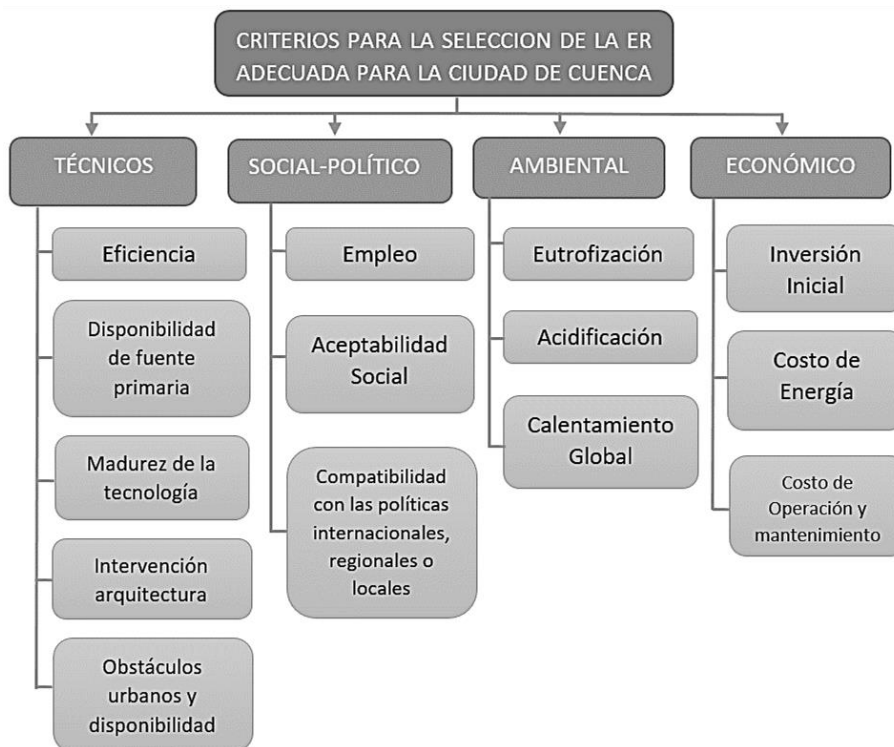 CRITERIOS PARA LA SELECCION DE LA ER
ADECUADA PARA LA CIUDAD DE CUENCA
TÉCNICOS
Eficiencia
Disponibilidad
de fuente
primaria
Madurez de la
tecnología
Intervención
arquitectura
Obstáculos
urbanos y
disponibilidad
SOCIAL-POLÍTICO
Empleo
Aceptabilidad
Social
Compatibilidad
con las políticas
internacionales,
regionales o
locales
AMBIENTAL
Eutrofización
Acidificación
Calentamiento
Global
ECONÓMICO
Inversión
Inicial
Costo de
Energía
Costo de
Operación y
mantenimiento